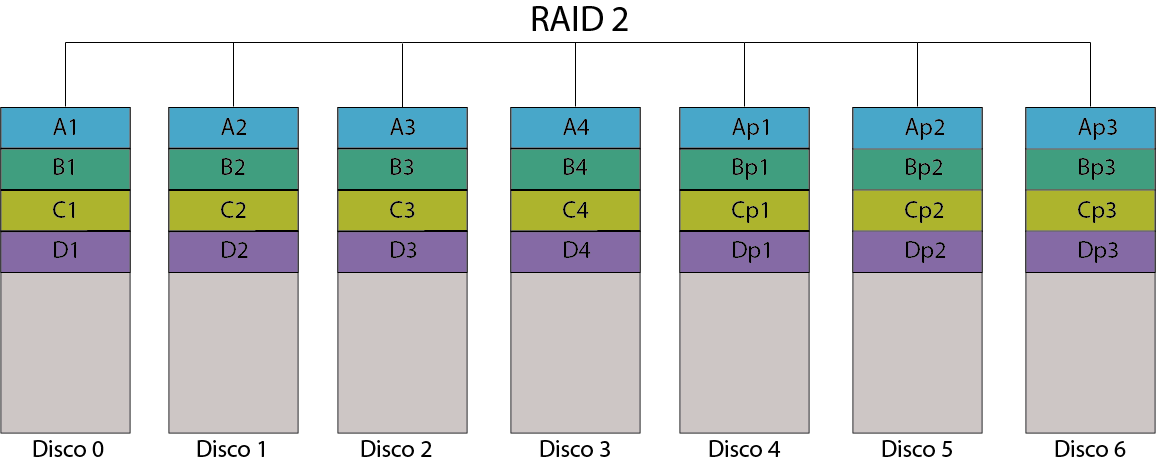 RAID 2
A1 A2 A3 A4 Ap1 Ap2 Ap3
B1 B2 B3 B4 Bp1 Bp2 Bp3
C1 C2 C3 C4 Cp1 Cp2 Cp3
D1 D2 D3 D4 Dp1 Dp2 Dp3
Disco 0 Disco 1 Disco 2 Disco 3 Disco 4 Disco 5 Disco 6